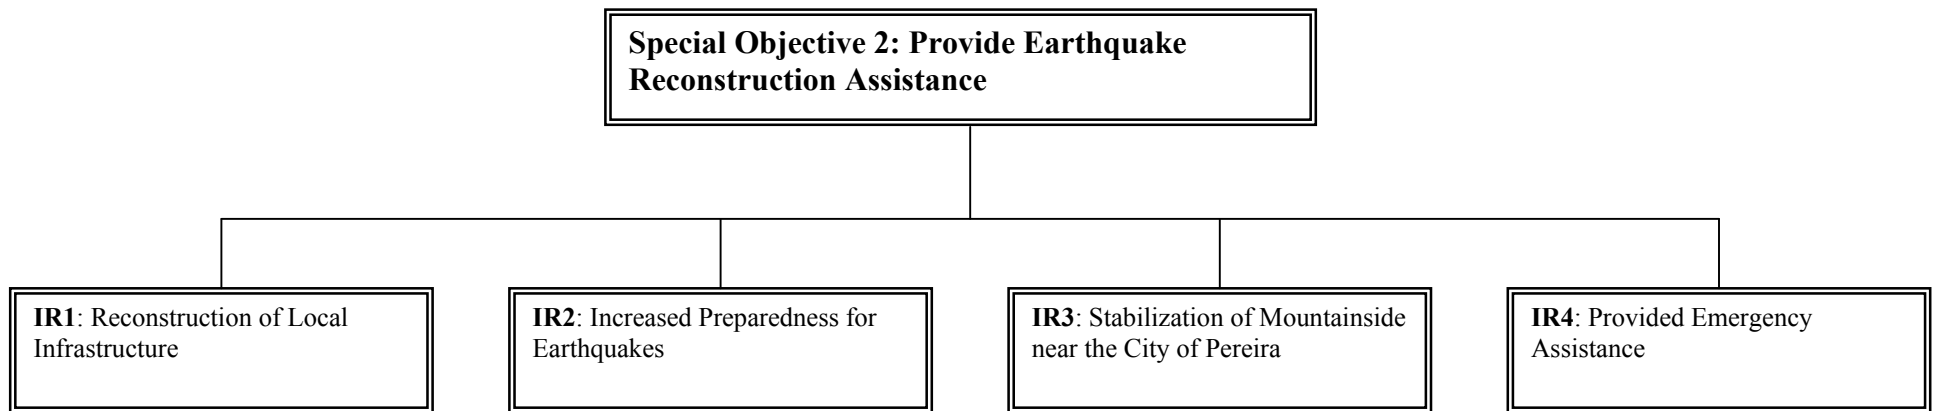 Special Objective 2: Provide Earthquake
Reconstruction Assistance
IR1: Reconstruction of Local
Infrastructure
IR2: Increased Preparedness for
Earthquakes
IR3: Stabilization of Mountainside
near the City of Pereira
IR4: Provided Emergency
Assistance